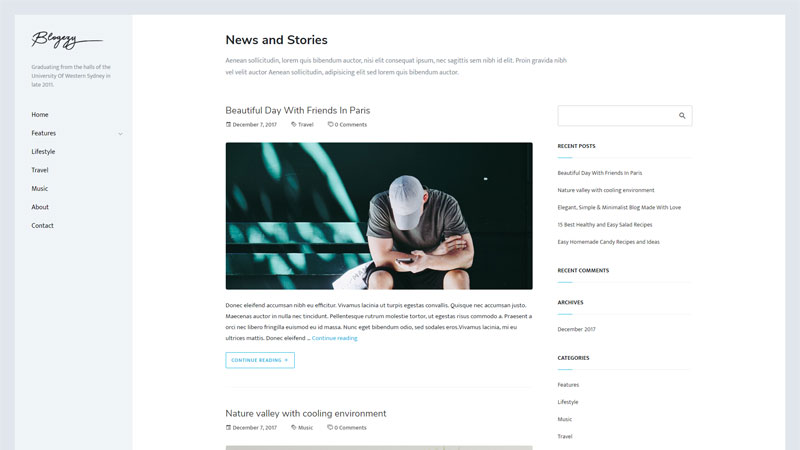 Blogezy
Graduating from the halls of the
University Of Western Sydney in
late 2011.
Home
Features
Lifestyle
Travel
Music
About
Contact
News and Stories
Aenean sollicitudin, lorem quis bibendum auctor, nisi elit consequat ipsum, nec sagittis sem nibh id elit. Proin gravida nibh
vel velit auctor Aenean sollicitudin, adipisicing elit sed lorem quis bibendum auctor.
Beautiful Day With Friends In Paris
December 7, 2017 Travel 0 Comments
Donec eleifend accumsan nibh eu efficitur. Vivamus lacinia ut turpis egestas convallis. Quisque nec accumsan justo.
Maecenas auctor in nulla nec tincidunt. Pellentesque rutrum molestie tortor, ut egestas risus commodo a. Praesent a
orci nec libero fringilla euismod eu id massa. Nunc eget bibendum odio, sed sodales eros.Vivamus lacinia, mi eu
ultrices mattis. Donec eleifend ... Continue reading
CONTINUE READING
Nature valley with cooling environment
December 7, 2017 Music 0 Comments
RECENT POSTS
Beautiful Day With Friends In Paris
Nature valley with cooling environment
Elegant, Simple & Minimalist Blog Made With Love
15 Best Healthy and Easy Salad Recipes
Easy Homemade Candy Recipes and Ideas
RECENT COMMENTS
ARCHIVES
December 2017
CATEGORIES
Features
Lifestyle
Music
Travel